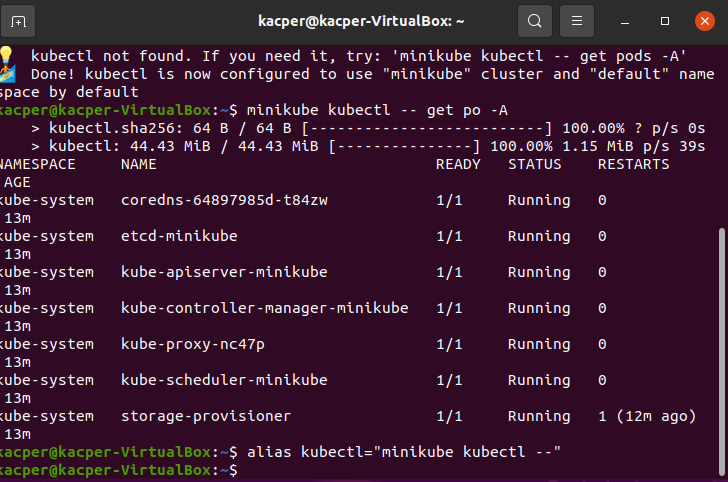 kacper@kacper-VirtualBox: ~
kubectl not found. If you need it, try: 'minikube kubectl -- get pods -A'
Done! kubectl is now configured to use "minikube" cluster and "default" name
space by default
kacper@kacper-VirtualBox:~$ minikube kubectl -- get po -A
> kubectl.sha256: 64 B / 64 B [--------------------------] 100.00% ? p/s 0s
> kubectl: 44.43 MiB / 44.43 MiB [---------------] 100.00% 1.15 MiB p/s 39s
NAMESPACE NAME READY STATUS RESTARTS
AGE
kube-system coredns-64897985d-t84zw 1/1 Running 0
13m
kube-system etcd-minikube 1/1 Running 0
13m
kube-system kube-apiserver-minikube 1/1 Running 0
13m
kube-system kube-controller-manager-minikube 1/1 Running 0
13m
kube-system kube-proxy-nc47p 1/1 Running 0
13m
kube-system kube-scheduler-minikube 1/1 Running 0
13m
kube-system storage-provisioner 1/1 Running 1 (12m ago)
13m
kacper@kacper-VirtualBox:~$ alias kubectl="minikube kubectl --"
kacper@kacper-VirtualBox:~$